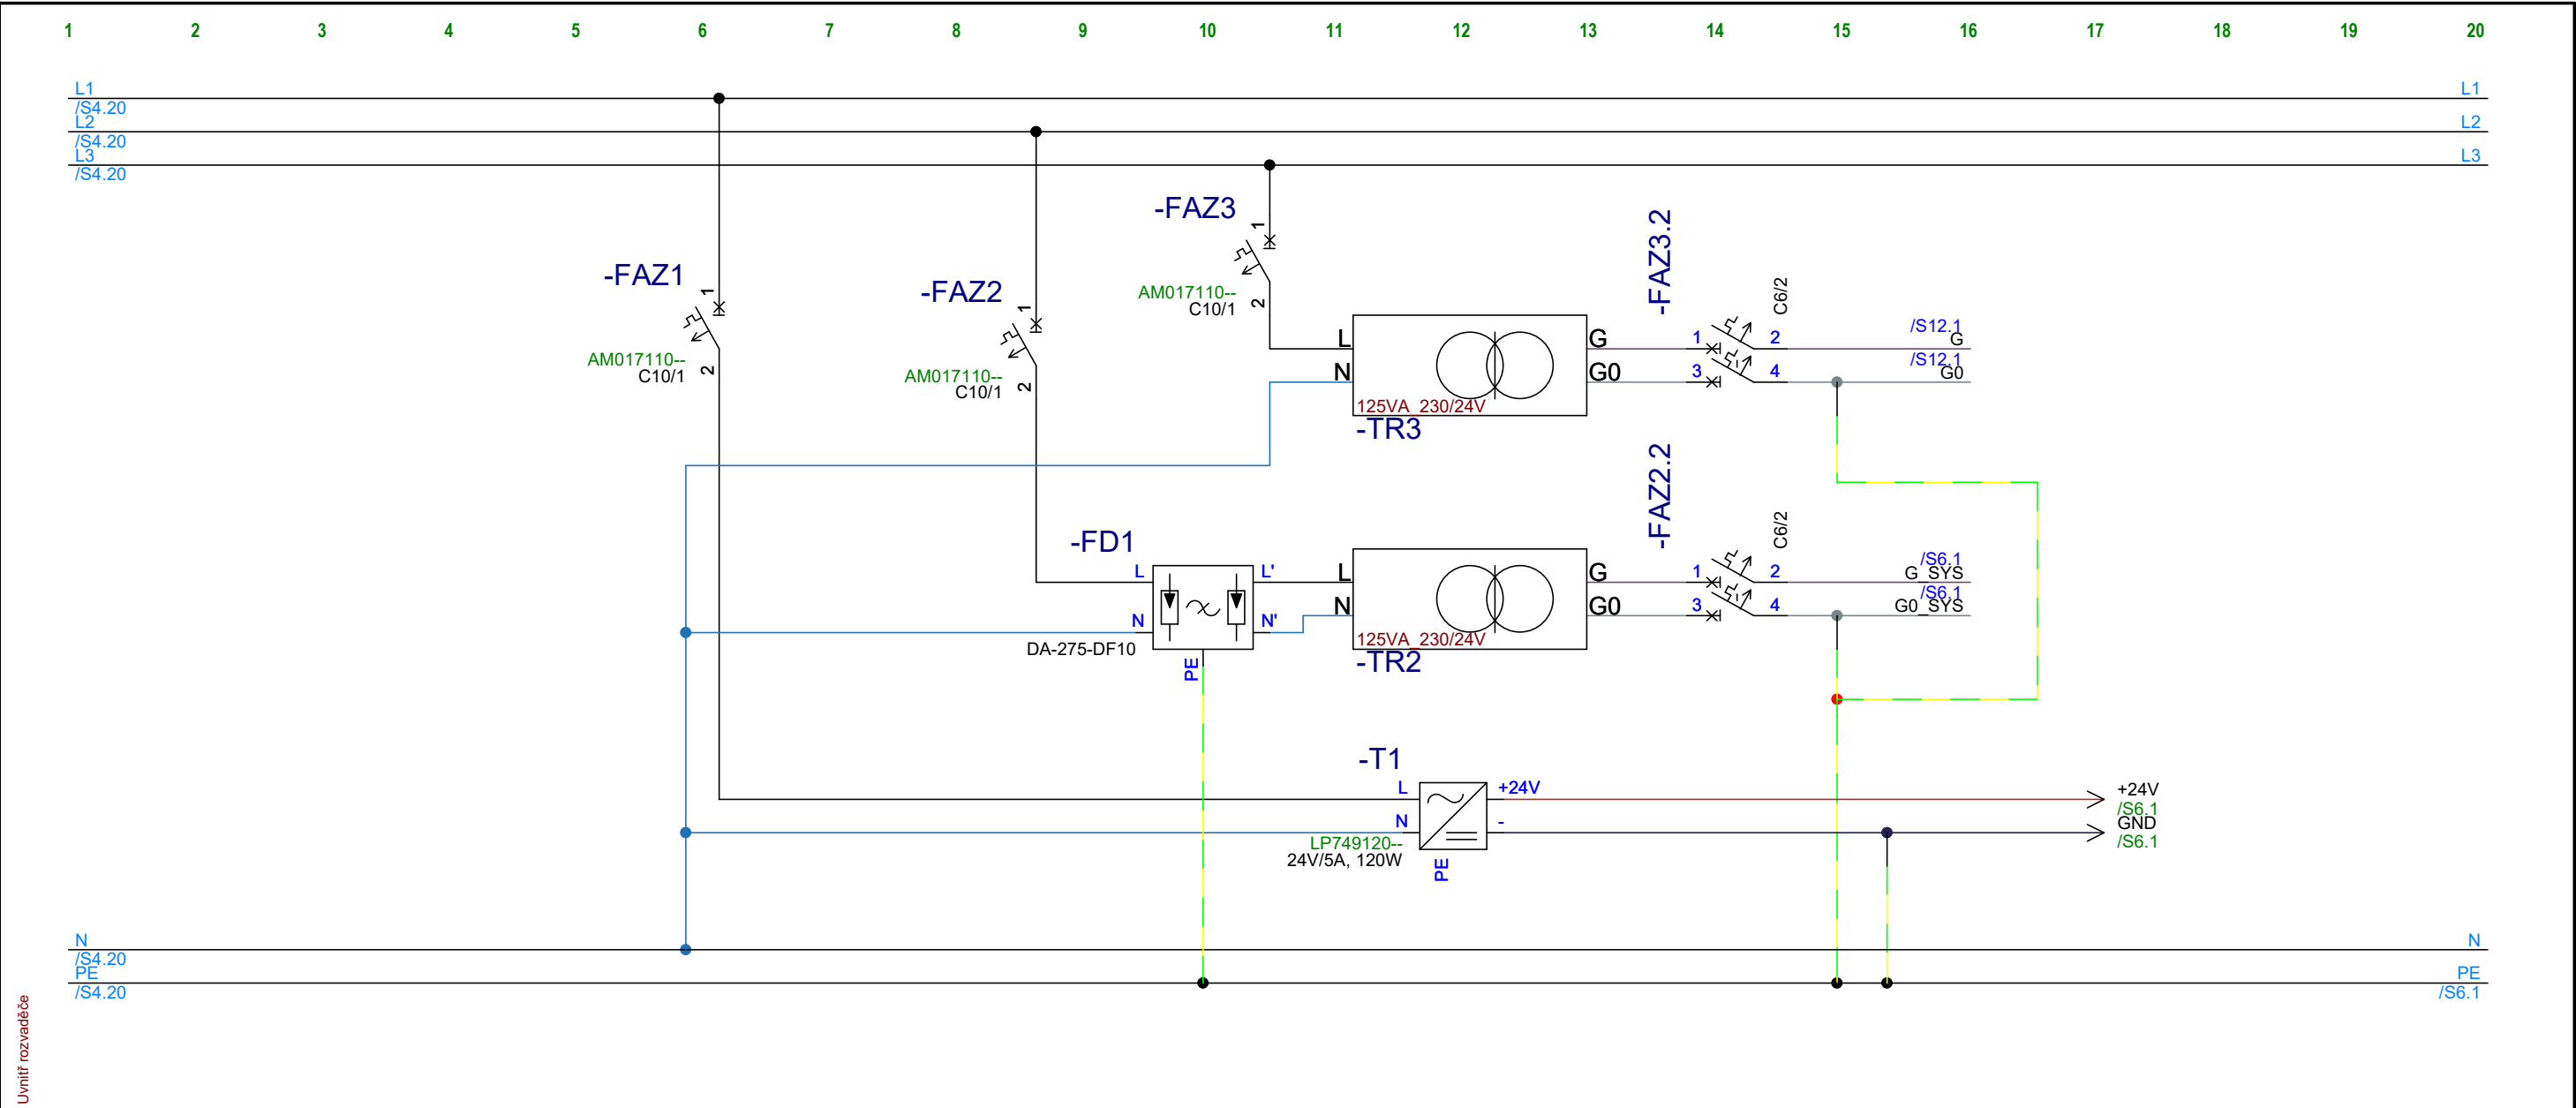 1 2 3 4 5 6 7 8 9 10 11 12 13 14 15 16 17 18 19 20
L1 L1
/S4.20
L2 L2
/S4.20
L3 L3
/S4.20
-FAZ1
1
AM017110--
C10/1
2
-FAZ2
1
AM017110--
C10/1
2
-FAZ3
1
AM017110--
C10/1
2
L
N
125VA_230/24V
-TR3
G
G0
-FAZ3.2
C6/2
1 2
3 4
/S12.1
G
/S12.1
G0
-FD1
L L'
N N'
DA-275-DF10
PE
L
N
125VA_230/24V
-TR2
G
G0
-FAZ2.2
C6/2
1 2
3 4
/S6.1
G_SYS
/S6.1
G0_SYS
-T1
L +24V
N -
LP749120--
24V/5A, 120W
PE
+24V
/S6.1
GND
/S6.1
N N
/S4.20
PE PE
/S4.20 /S6.1
Uvnitř rozvaděče